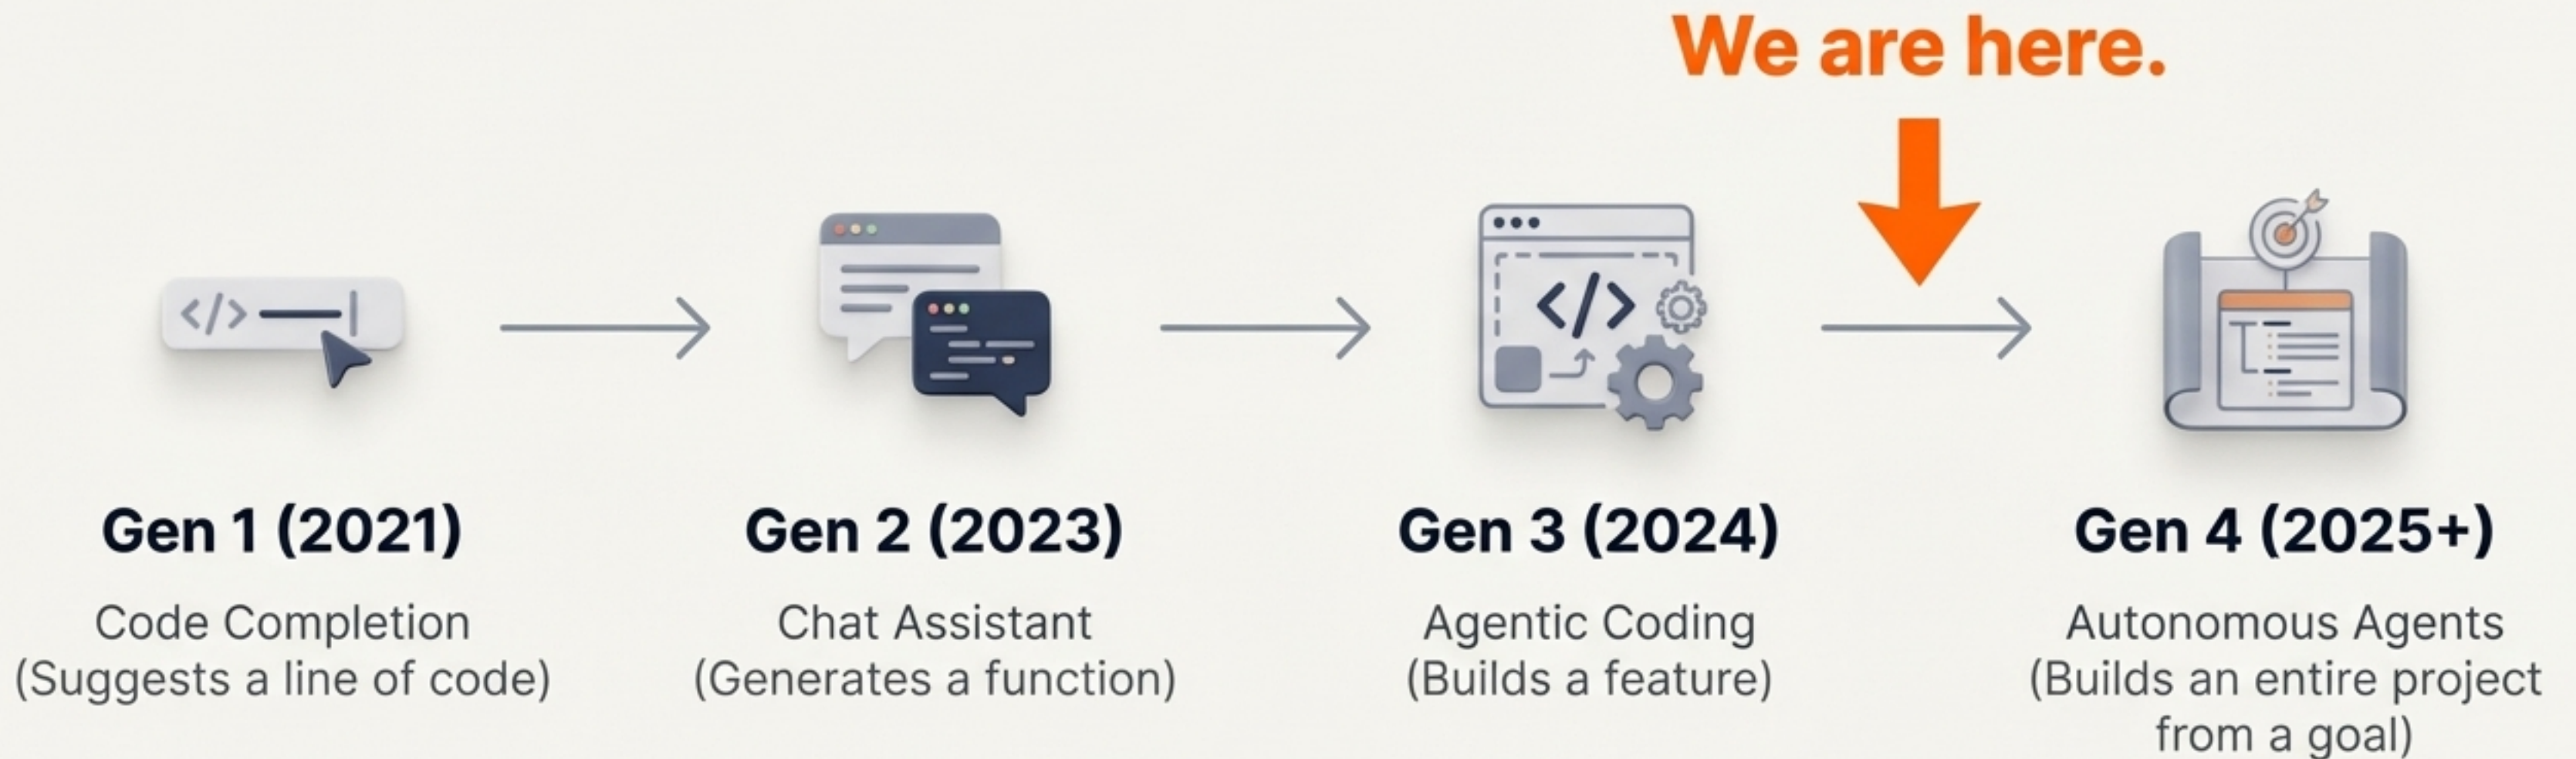 We are here.
Gen 1 (2021)
Code Completion
(Suggests a line of code)
Gen 2 (2023)
Chat Assistant
(Generates a function)
Gen 3 (2024)
Agentic Coding
(Builds a feature)
Gen 4 (2025+)
Autonomous Agents
(Builds an entire project
from a goal)